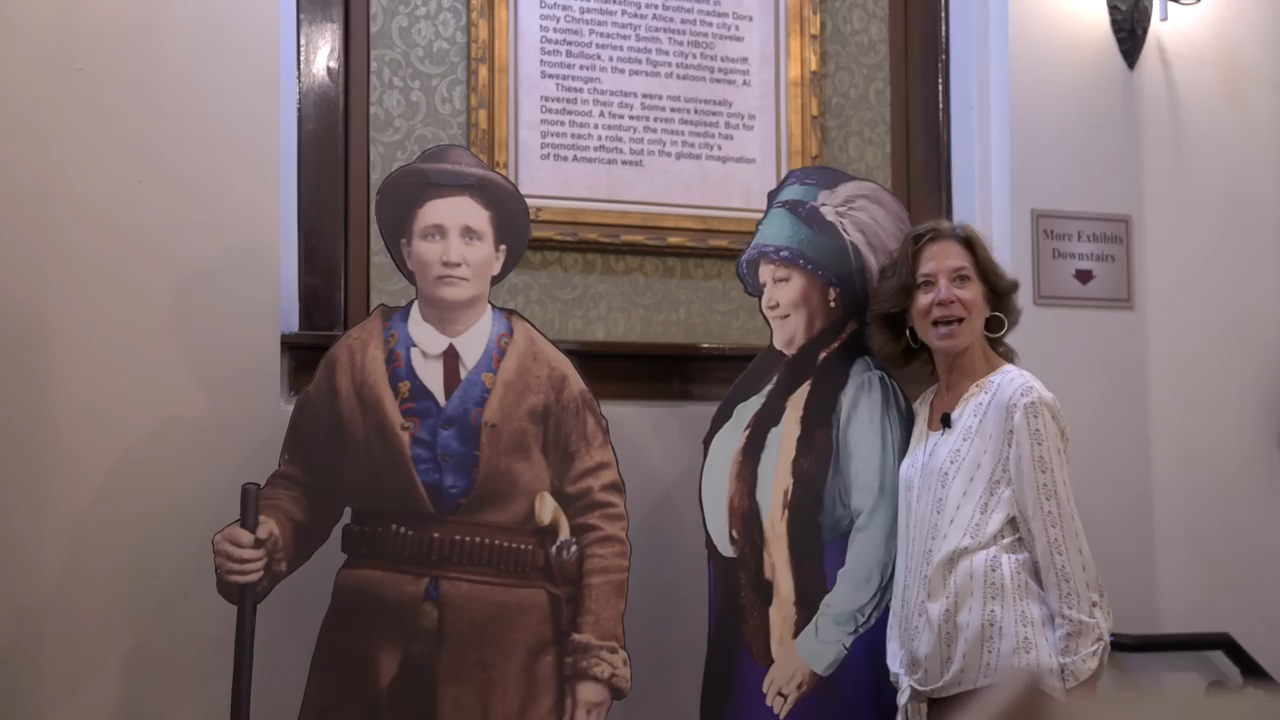 marketing are brothel madam Dora
Dufran, gambler Poker Alice, and the city's
only Christian martyr (careless lone traveler
to some), Preacher Smith. The HBO©
Deadwood series made the city's first sheriff,
Seth Bullock, a noble figure standing against
frontier evil in the person of saloon owner, Al
Swearengen.
These characters were not universally
revered in their day. Some were known only in
Deadwood. A few were even despised. But for
more than a century, the mass media has
given each a role, not only in the city's
promotion efforts, but in the global imagination
of the American west.
More Exhibits
Downstairs